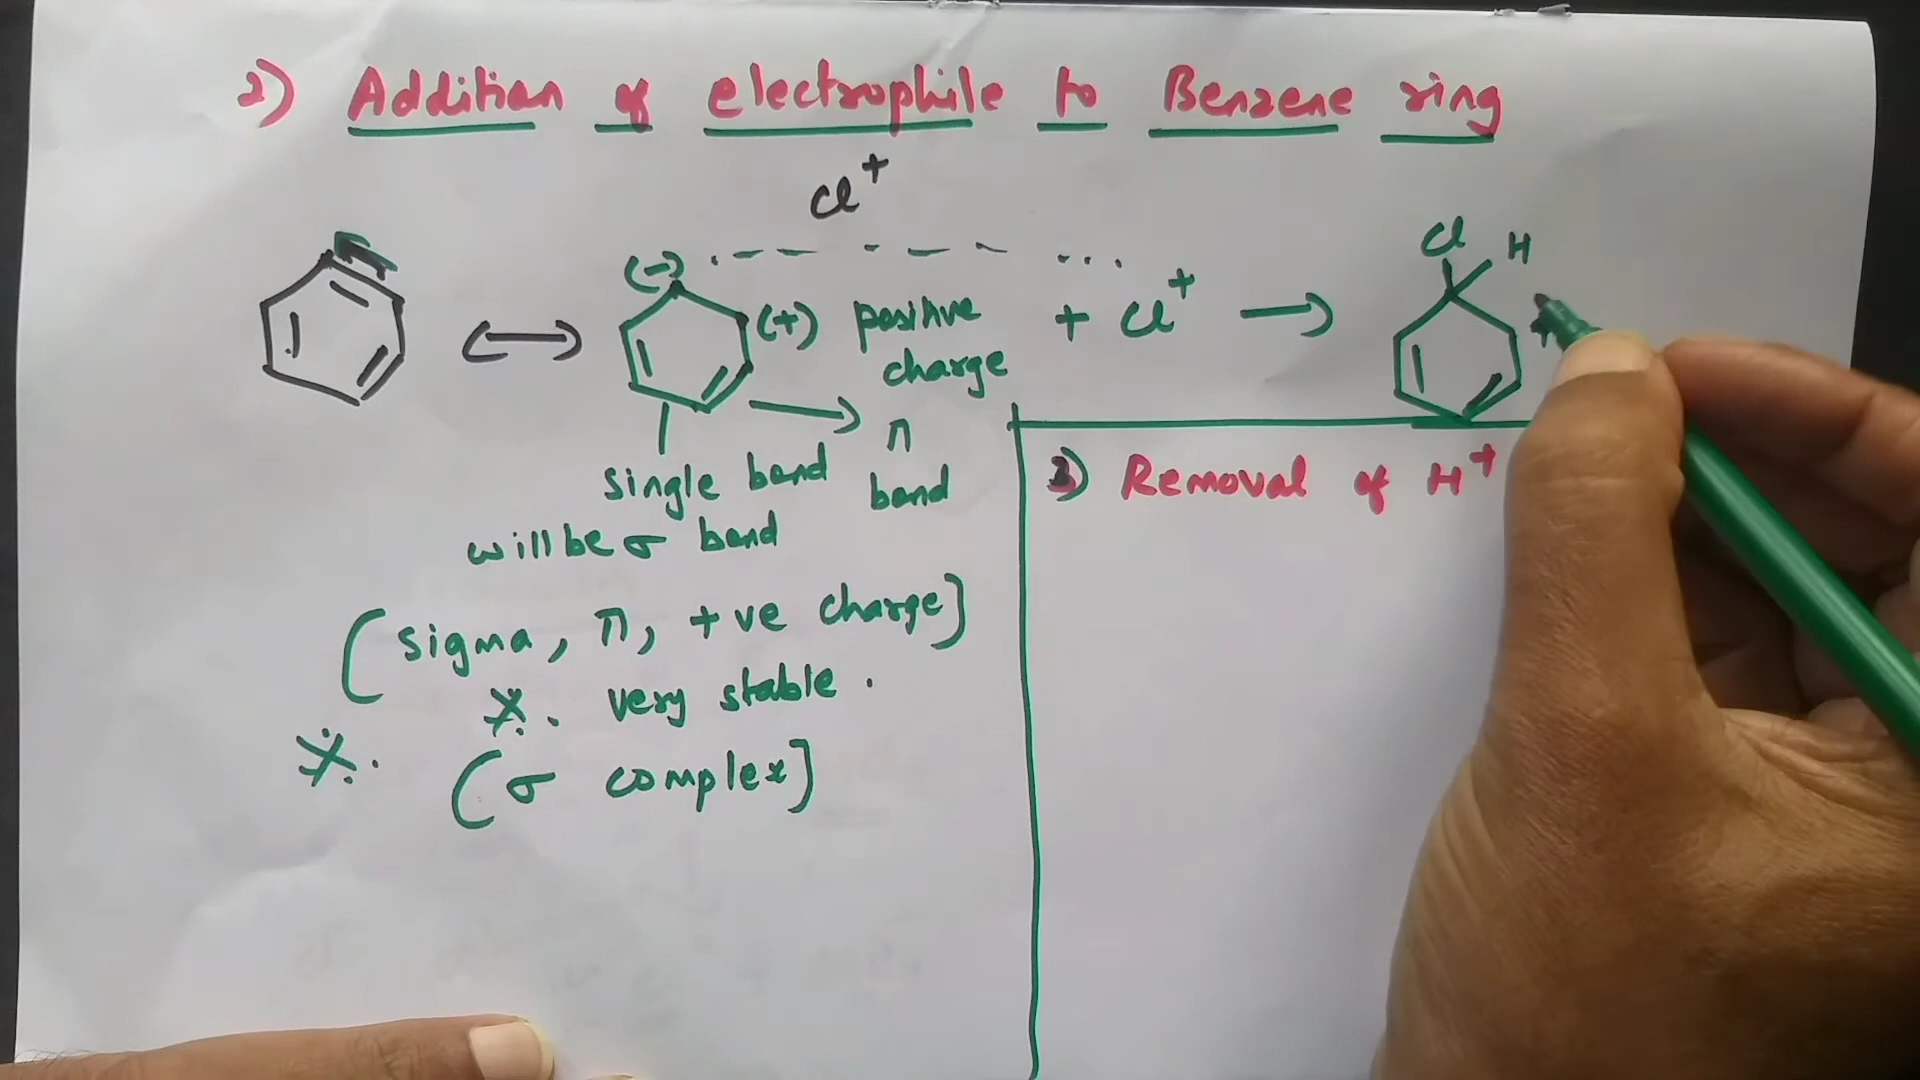 2) Addition of electrophile to Benzene ring
Cl⁺
(-) (+) positive charge + Cl⁺ → Cl H
single bond
will be σ bond
π bond
(sigma, π, +ve charge]
very stable.
(σ complex]
3) Removal of H⁺